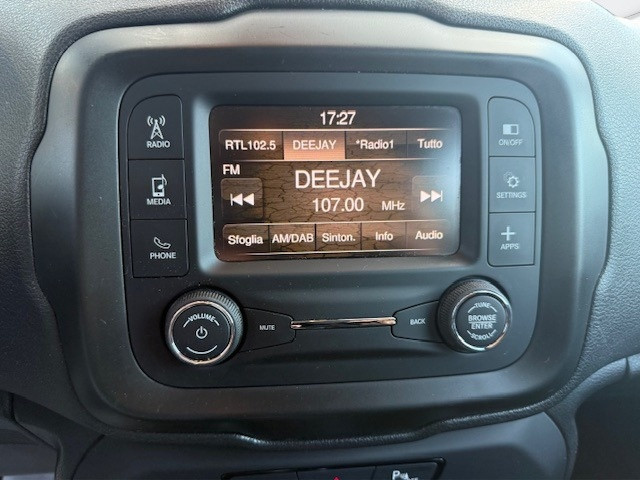 17:27
RTL102.5 DEEJAY *Radio1 Tutto
FM
DEEJAY
107.00 MHz
Sfoglia AM/DAB Sinton. Info Audio
RADIO
MEDIA
PHONE
ON/OFF
SETTINGS
APPS
VOLUME
MUTE
BACK
TUNE
BROWSE
ENTER
SCROLL